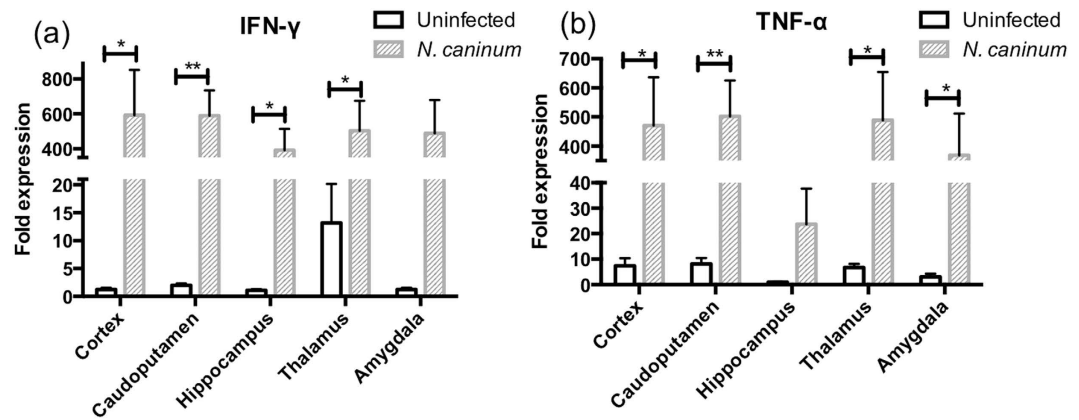 (a)
IFN-γ
Uninfected
N. caninum
*
**
*
*
Fold expression
800
600
400
20
15
10
5
0
Cortex
Caudoputamen
Hippocampus
Thalamus
Amygdala
(b)
TNF-α
Uninfected
N. caninum
*
**
*
*
Fold expression
700
600
500
400
40
30
20
10
0
Cortex
Caudoputamen
Hippocampus
Thalamus
Amygdala